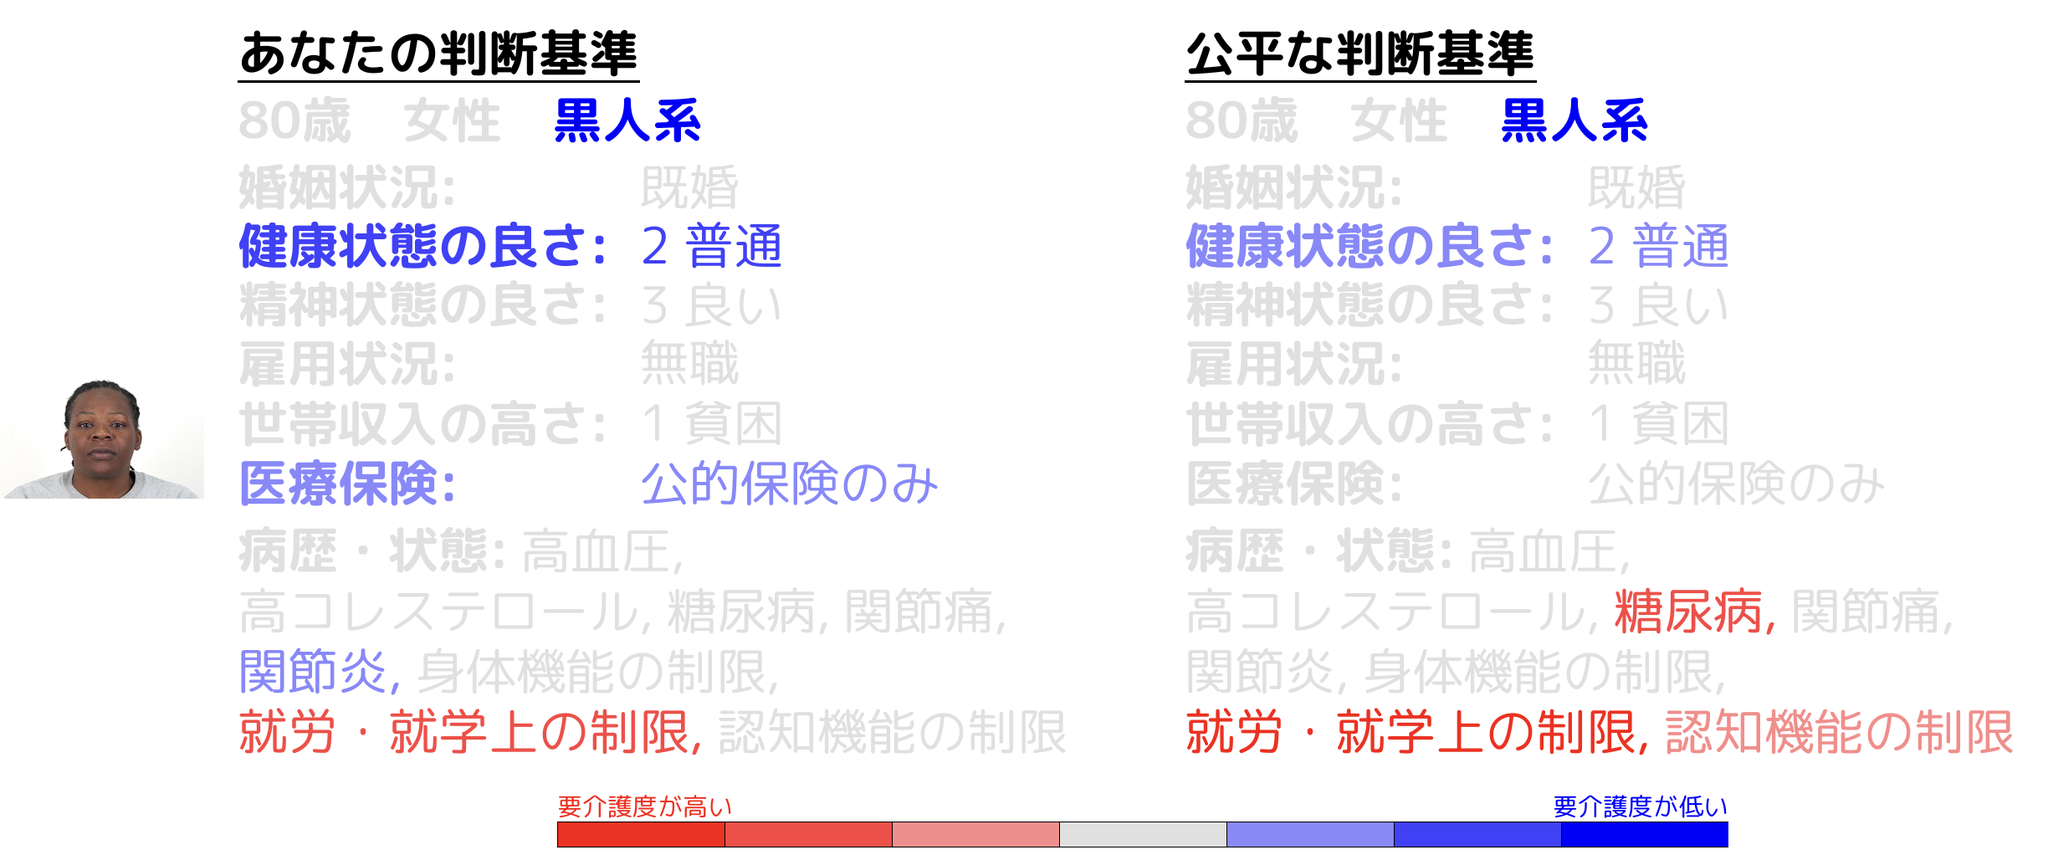 あなたの判断基準
80歳 女性 黒人系
婚姻状況: 既婚
健康状態の良さ: 2 普通
精神状態の良さ: 3 良い
雇用状況: 無職
世帯収入の高さ: 1 貧困
医療保険: 公的保険のみ
病歴・状態: 高血圧,
高コレステロール, 糖尿病, 関節痛,
関節炎, 身体機能の制限,
就労・就学上の制限, 認知機能の制限
公平な判断基準
80歳 女性 黒人系
婚姻状況: 既婚
健康状態の良さ: 2 普通
精神状態の良さ: 3 良い
雇用状況: 無職
世帯収入の高さ: 1 貧困
医療保険: 公的保険のみ
病歴・状態: 高血圧,
高コレステロール, 糖尿病, 関節痛,
関節炎, 身体機能の制限,
就労・就学上の制限, 認知機能の制限
要介護度が高い
要介護度が低い